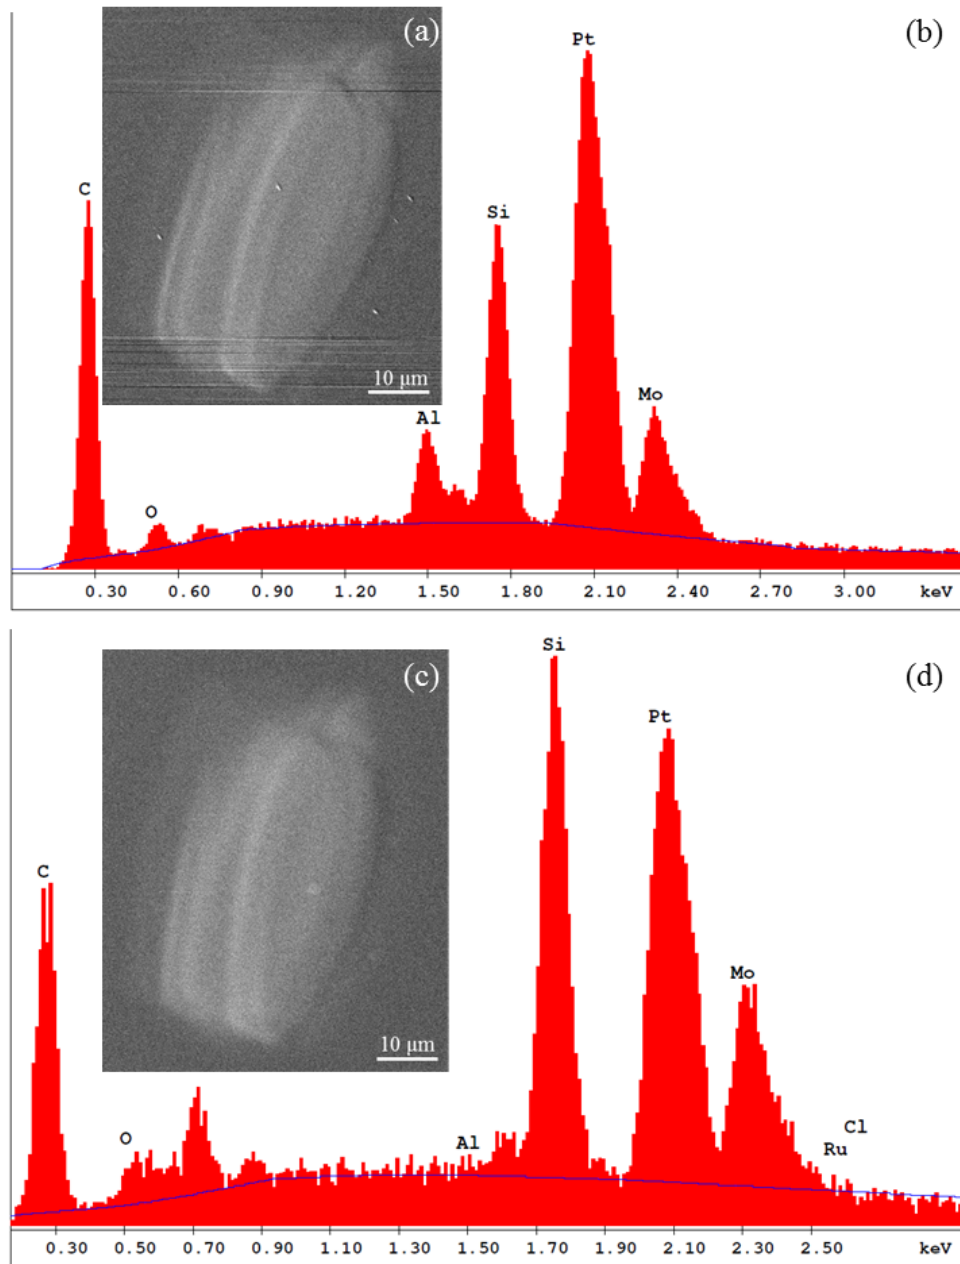 (a)
(b)
Pt
C
Si
10 μm
Mo
Al
O
0.30 0.60 0.90 1.20 1.50 1.80 2.10 2.40 2.70 3.00 keV
Si
(c)
(d)
Pt
C
Mo
10 μm
Cl
O
Al
Ru
0.30 0.50 0.70 0.90 1.10 1.30 1.50 1.70 1.90 2.10 2.30 2.50 keV